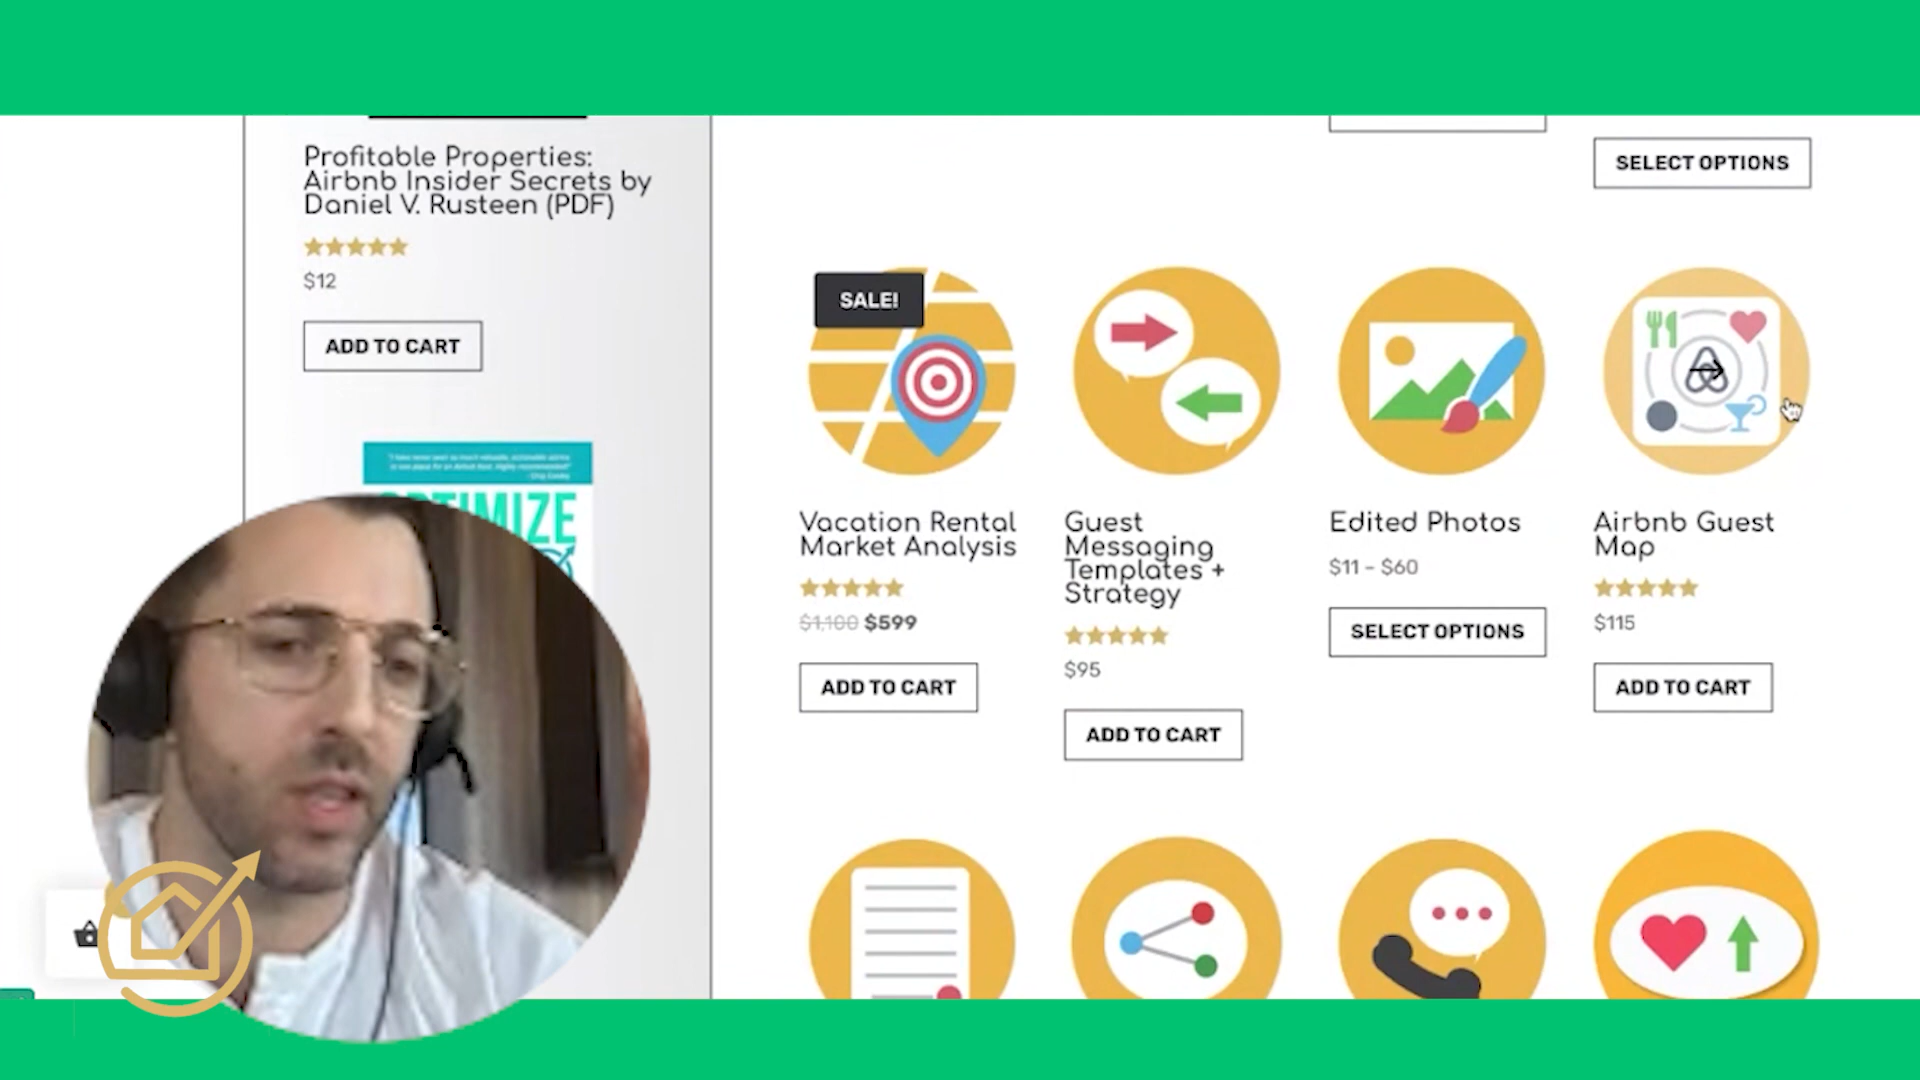 Profitable Properties:
Airbnb Insider Secrets by
Daniel V. Rusteen (PDF)
$12
ADD TO CART
OPTIMIZE
SELECT OPTIONS
SALE!
Vacation Rental
Market Analysis
$1,100 $599
ADD TO CART
Guest
Messaging
Templates +
Strategy
$95
ADD TO CART
Edited Photos
$11 – $60
SELECT OPTIONS
Airbnb Guest
Map
$115
ADD TO CART